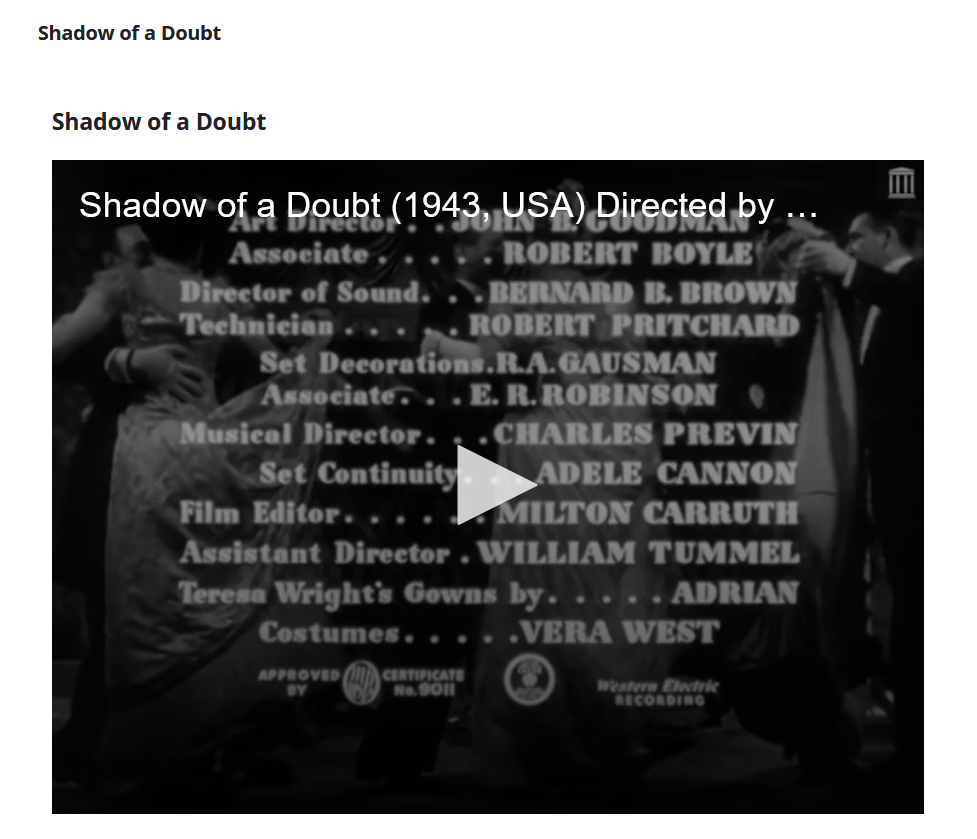 Shadow of a Doubt
Shadow of a Doubt
Shadow of a Doubt (1943, USA) Directed by ...
Art Director. . JOHN B. GOODMAN
Associate . . . . . ROBERT BOYLE
Director of Sound. . . BERNARD B. BROWN
Technician . . . . . ROBERT PRITCHARD
Set Decorations. R.A. GAUSMAN
Associate. . . E. R. ROBINSON
Musical Director. . . CHARLES PREVIN
Set Continuity. . . ADELE CANNON
Film Editor. . . . . . MILTON CARRUTH
Assistant Director . WILLIAM TUMMEL
Teresa Wright's Gowns by. . . . . ADRIAN
Costumes. . . . . VERA WEST
APPROVED BY CERTIFICATE No. 9011
Western Electric
RECORDING